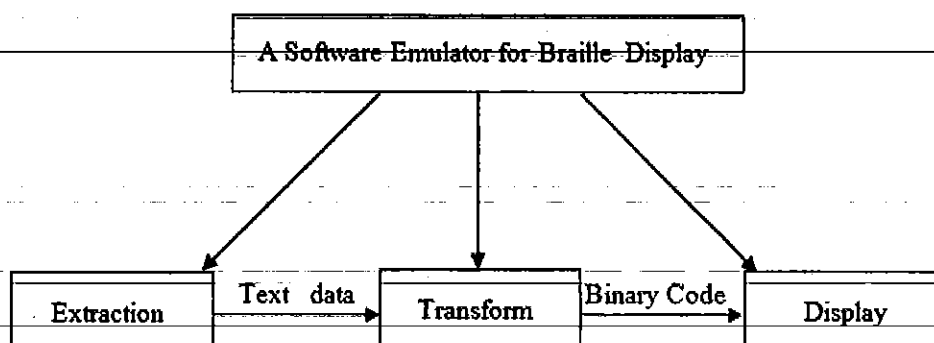 A Software Emulator for Braille Display
Text data
Binary Code
Extraction
Transform
Display